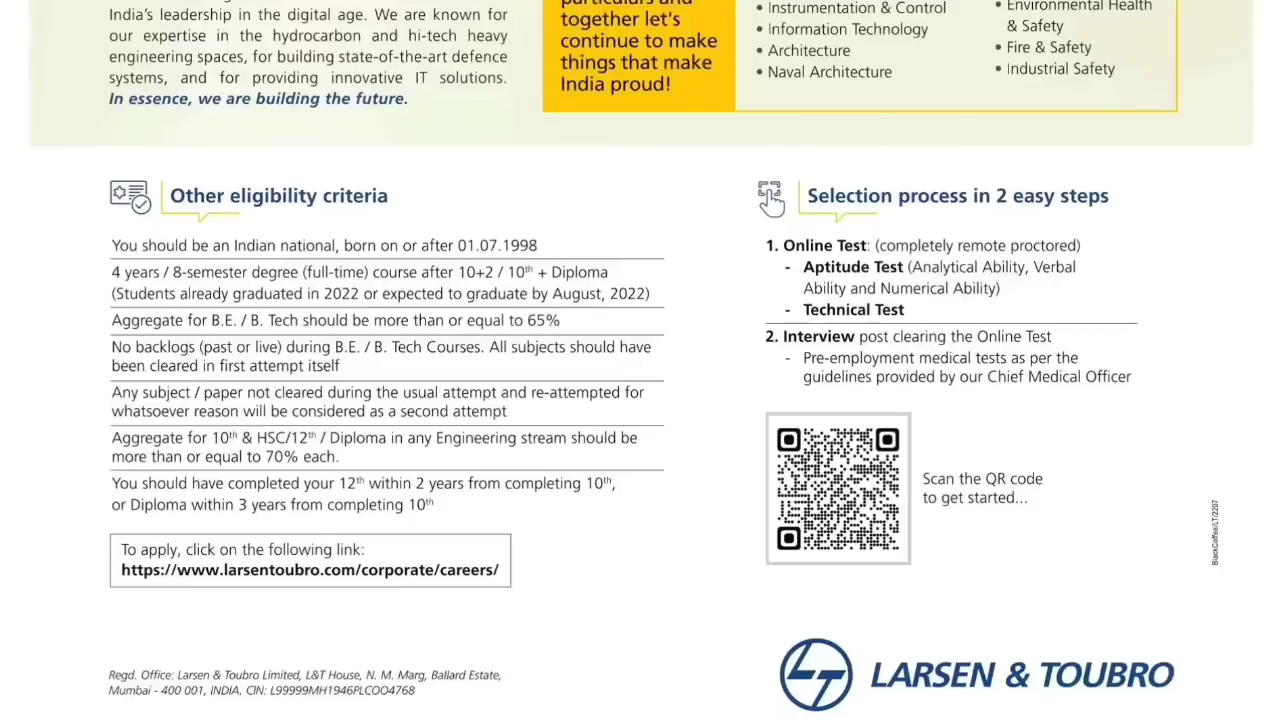 India's leadership in the digital age. We are known for
our expertise in the hydrocarbon and hi-tech heavy
engineering spaces, for building state-of-the-art defence
systems, and for providing innovative IT solutions.
In essence, we are building the future.
particulars and
together let's
continue to make
things that make
India proud!
• Instrumentation & Control
• Information Technology
• Architecture
• Naval Architecture
• Environmental Health
& Safety
• Fire & Safety
• Industrial Safety
Other eligibility criteria
You should be an Indian national, born on or after 01.07.1998
4 years / 8-semester degree (full-time) course after 10+2 / 10th + Diploma
(Students already graduated in 2022 or expected to graduate by August, 2022)
Aggregate for B.E. / B. Tech should be more than or equal to 65%
No backlogs (past or live) during B.E. / B. Tech Courses. All subjects should have
been cleared in first attempt itself
Any subject / paper not cleared during the usual attempt and re-attempted for
whatsoever reason will be considered as a second attempt
Aggregate for 10th & HSC/12th / Diploma in any Engineering stream should be
more than or equal to 70% each.
You should have completed your 12th within 2 years from completing 10th,
or Diploma within 3 years from completing 10th
To apply, click on the following link:
https://www.larsentoubro.com/corporate/careers/
Selection process in 2 easy steps
1. Online Test: (completely remote proctored)
- Aptitude Test (Analytical Ability, Verbal
Ability and Numerical Ability)
- Technical Test
2. Interview post clearing the Online Test
- Pre-employment medical tests as per the
guidelines provided by our Chief Medical Officer
Scan the QR code
to get started...
BlackCoffee/LT/2207
Regd. Office: Larsen & Toubro Limited, L&T House, N. M. Marg, Ballard Estate,
Mumbai - 400 001, INDIA. CIN: L99999MH1946PLCOO4768
LARSEN & TOUBRO